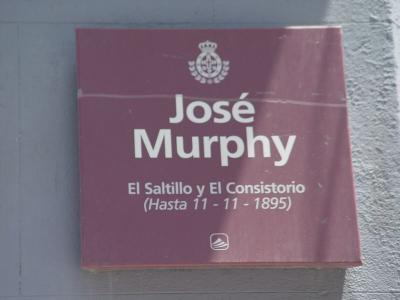 José
Murphy
El Saltillo y El Consistorio
(Hasta 11 - 11 - 1895)